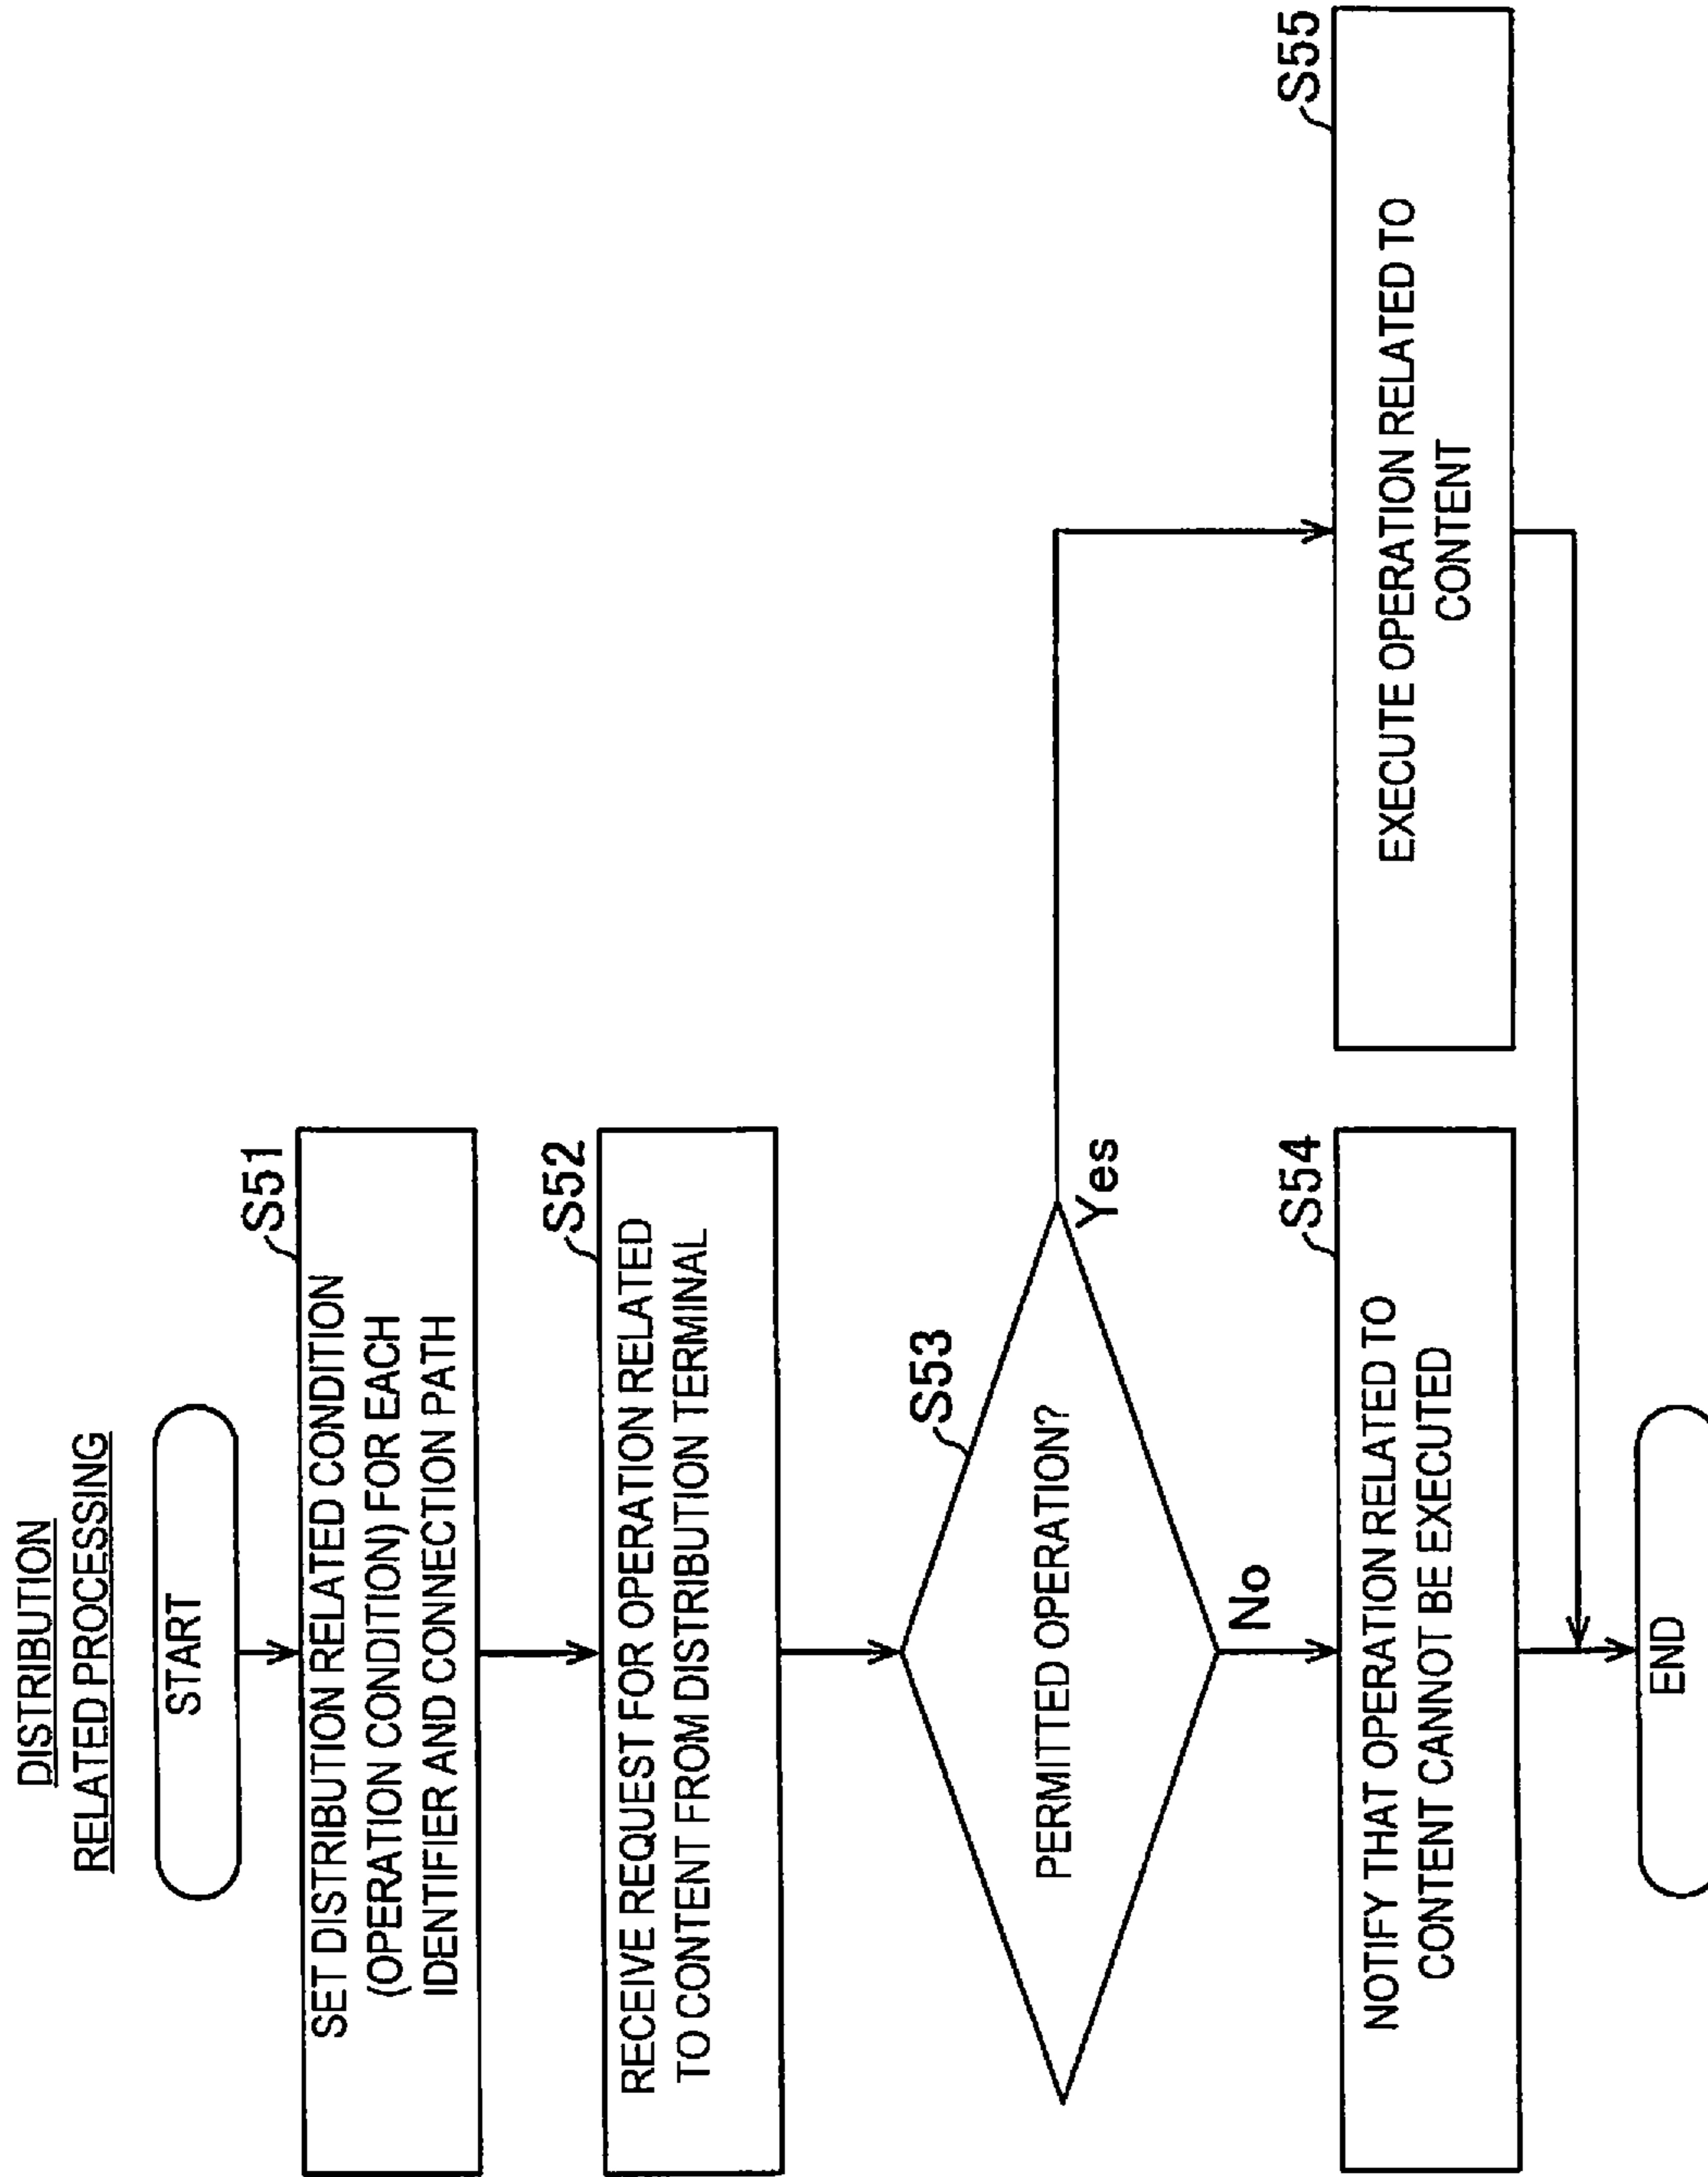 DISTRIBUTION
RELATED PROCESSING
START
S51
SET DISTRIBUTION RELATED CONDITION
(OPERATION CONDITION) FOR EACH
IDENTIFIER AND CONNECTION PATH
S52
RECEIVE REQUEST FOR OPERATION RELATED
TO CONTENT FROM DISTRIBUTION TERMINAL
S53
PERMITTED OPERATION?
Yes
No
S54
NOTIFY THAT OPERATION RELATED TO
CONTENT CANNOT BE EXECUTED
S55
EXECUTE OPERATION RELATED TO
CONTENT
END